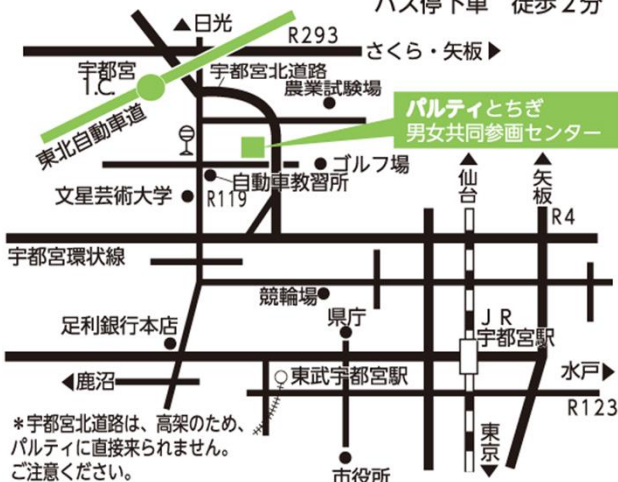 バス停下車 徒歩2分
▲日光
R293
さくら・矢板▶
宇都宮
I.C.
宇都宮北道路
農業試験場
東北自動車道
パルティとちぎ
男女共同参画センター
ゴルフ場
自動車教習所
文星芸術大学
R119
▲仙台
▲矢板
R4
宇都宮環状線
競輪場
県庁
足利銀行本店
JR
宇都宮駅
◀鹿沼
東武宇都宮駅
水戸▶
R123
*宇都宮北道路は、高架のため、
パルティに直接来られません。
ご注意ください。
東京▼
市役所